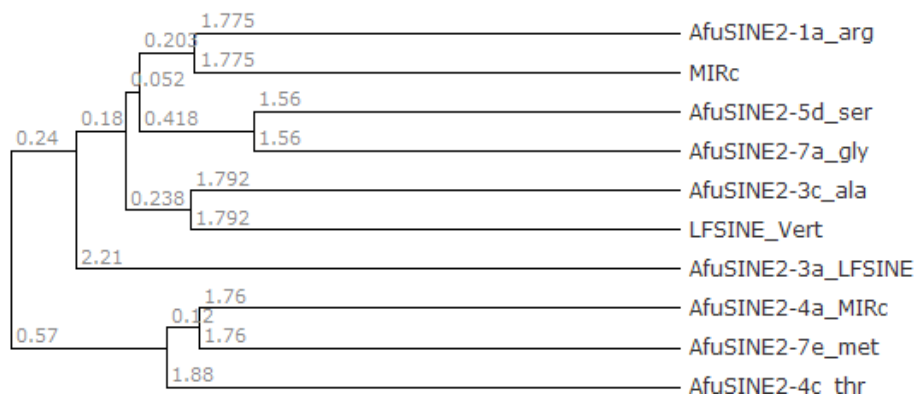 1.775
AfuSINE2-1a_arg
0.203
1.775
MIRc
0.052
1.56
AfuSINE2-5d_ser
0.18
0.418
0.24
1.56
AfuSINE2-7a_gly
1.792
AfuSINE2-3c_ala
0.238
1.792
LFSINE_Vert
2.21
AfuSINE2-3a_LFSINE
1.76
AfuSINE2-4a_MIRc
0.12
0.57
1.76
AfuSINE2-7e_met
1.88
AfuSINE2-4c_thr